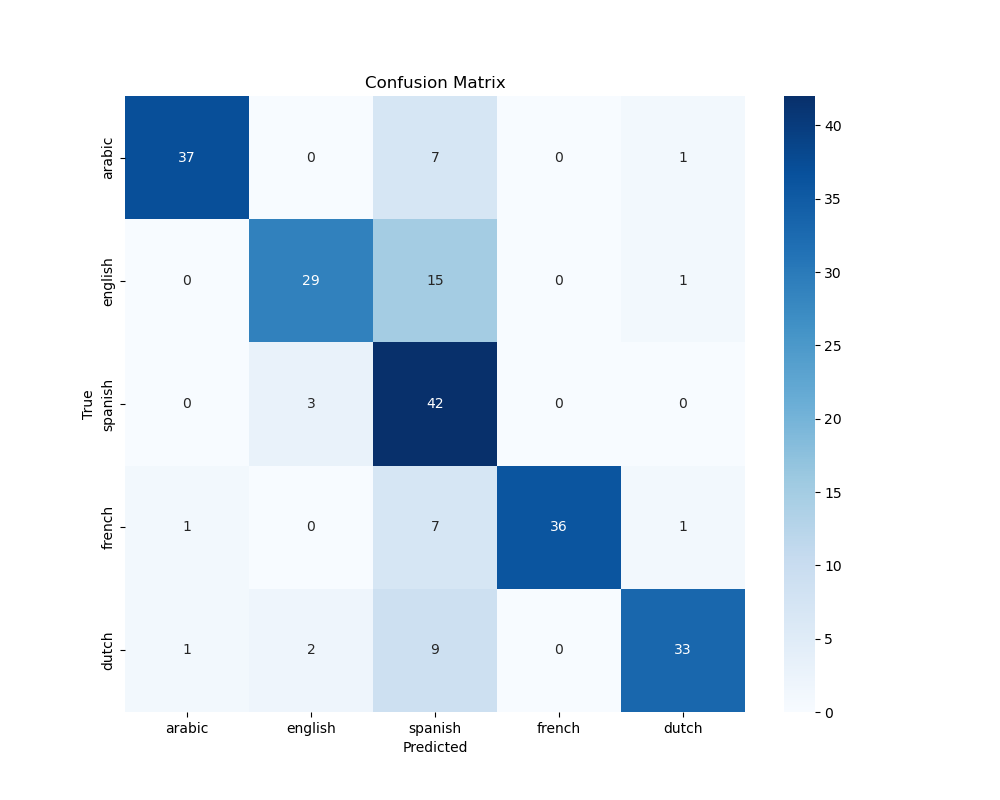 Confusion Matrix
arabic 37 0 7 0 1
english 0 29 15 0 1
True
spanish 0 3 42 0 0
french 1 0 7 36 1
dutch 1 2 9 0 33
arabic english spanish french dutch
Predicted
40
35
30
25
20
15
10
5
0